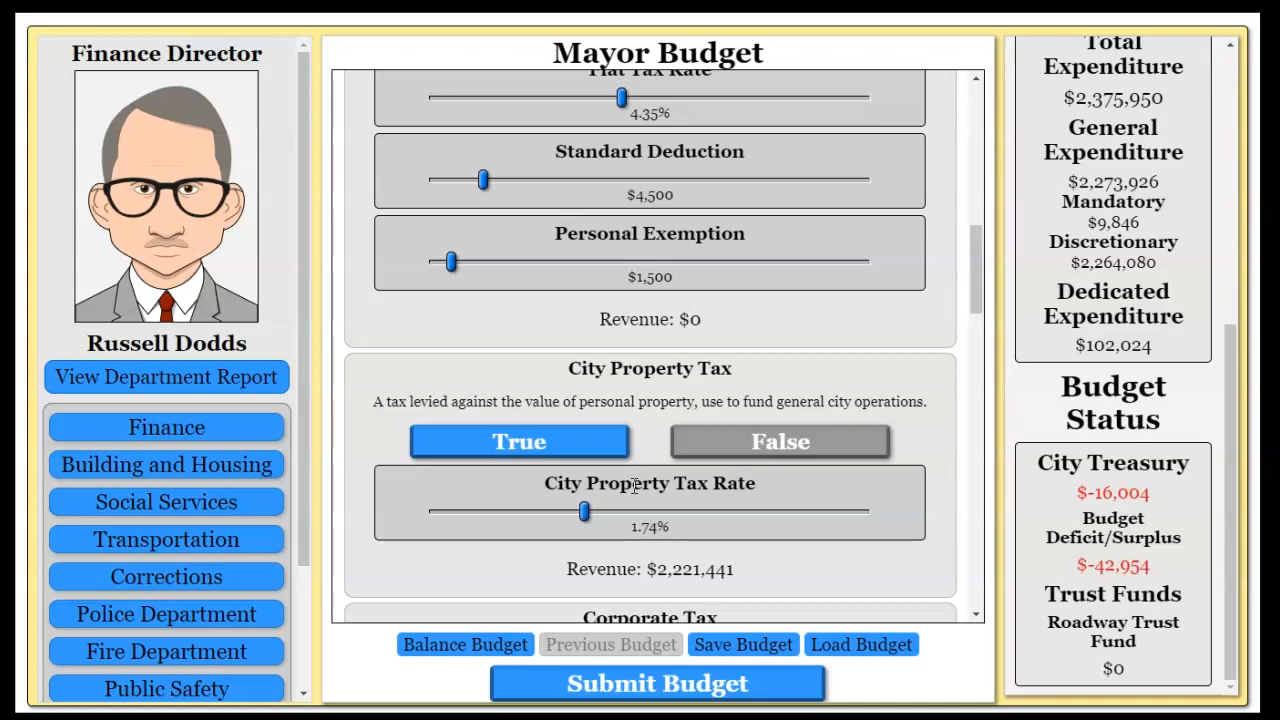 Finance Director
Russell Dodds
View Department Report
Finance
Building and Housing
Social Services
Transportation
Corrections
Police Department
Fire Department
Public Safety
Mayor Budget
Flat Tax Rate
4.35%
Standard Deduction
$4,500
Personal Exemption
$1,500
Revenue: $0
City Property Tax
A tax levied against the value of personal property, use to fund general city operations.
True False
City Property Tax Rate
1.74%
Revenue: $2,221,441
Corporate Tax
Balance Budget Previous Budget Save Budget Load Budget
Submit Budget
Total
Expenditure
$2,375,950
General
Expenditure
$2,273,926
Mandatory
$9,846
Discretionary
$2,264,080
Dedicated
Expenditure
$102,024
Budget
Status
City Treasury
$-16,004
Budget
Deficit/Surplus
$-42,954
Trust Funds
Roadway Trust
Fund
$0